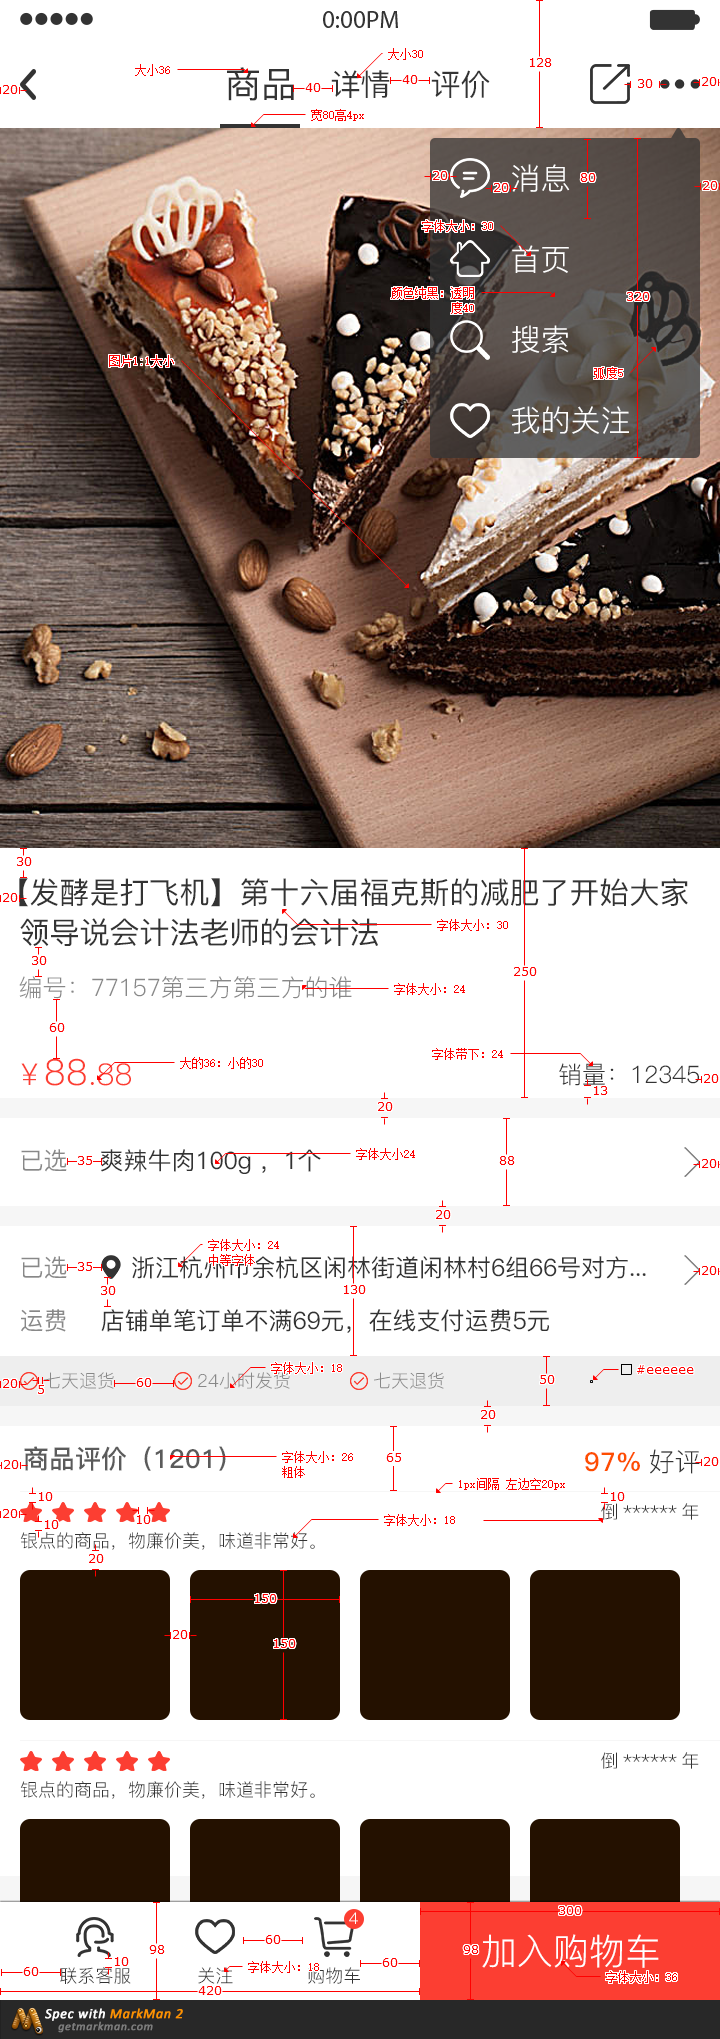 0:00PM
大小36
大小30
20
商品
40
详情
40
评价
128
30
20
宽80高4px
20
20
消息
80
20
字体大小：30
首页
颜色纯黑：透明
度40
320
搜索
图片1:1大小
弧度5
我的关注
30
20
【发酵是打飞机】第十六届福克斯的减肥了开始大家
领导说会计法老师的会计法
字体大小：30
30
250
编号：77157第三方第三方的谁
字体大小：24
60
大的36：小的30
字体带下：24
￥88.88
销量：12345
20
13
20
已选
35
爽辣牛肉100g ，1个
字体大小24
88
20
20
字体大小：24
中等字体
已选
35
浙江杭州市余杭区闲林街道闲林村6组66号对方...
20
30
130
运费
店铺单笔订单不满69元，在线支付运费5元
字体大小：18
#eeeeee
20
5
七天退货
60
24小时发货
七天退货
50
20
20
商品评价（1201）
字体大小：26
粗体
65
97% 好评
20
1px间隔 左边空20px
10
10
20
10
10
字体大小：18
倒 ****** 年
银点的商品，物廉价美，味道非常好。
20
150
20
150
倒 ****** 年
银点的商品，物廉价美，味道非常好。
4
300
60
98
98
加入购物车
10
60
60
联系客服
关注
字体大小：18
购物车
字体大小：36
420
Spec with MarkMan 2
getmarkman.com